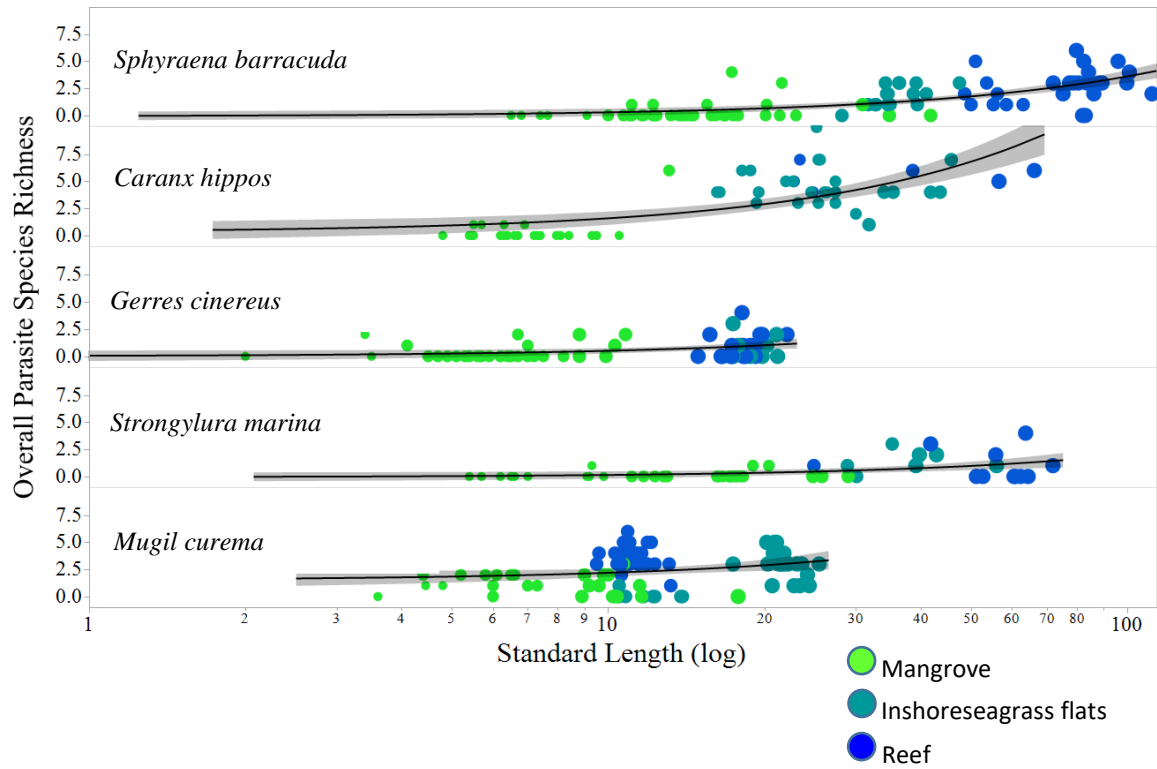 Overall Parasite Species Richness
7.5
5.0
2.5
0.0
Sphyraena barracuda
7.5
5.0
2.5
0.0
Caranx hippos
7.5
5.0
2.5
0.0
Gerres cinereus
7.5
5.0
2.5
0.0
Strongylura marina
7.5
5.0
2.5
0.0
Mugil curema
1 2 3 4 5 6 7 8 9 10 20 30 40 50 60 70 80 100
Standard Length (log)
Mangrove
Inshoreseagrass flats
Reef